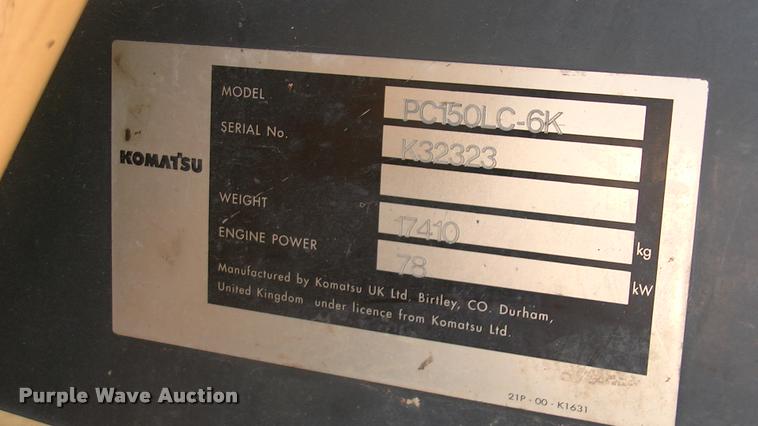 MODEL PC150LC-6K
SERIAL No. K32323
KOMATSU
WEIGHT 17410 kg
ENGINE POWER 78 kW
Manufactured by Komatsu UK Ltd. Birtley, CO. Durham,
United Kingdom under licence from Komatsu Ltd.
21P - 00 - K1631
Purple Wave Auction®